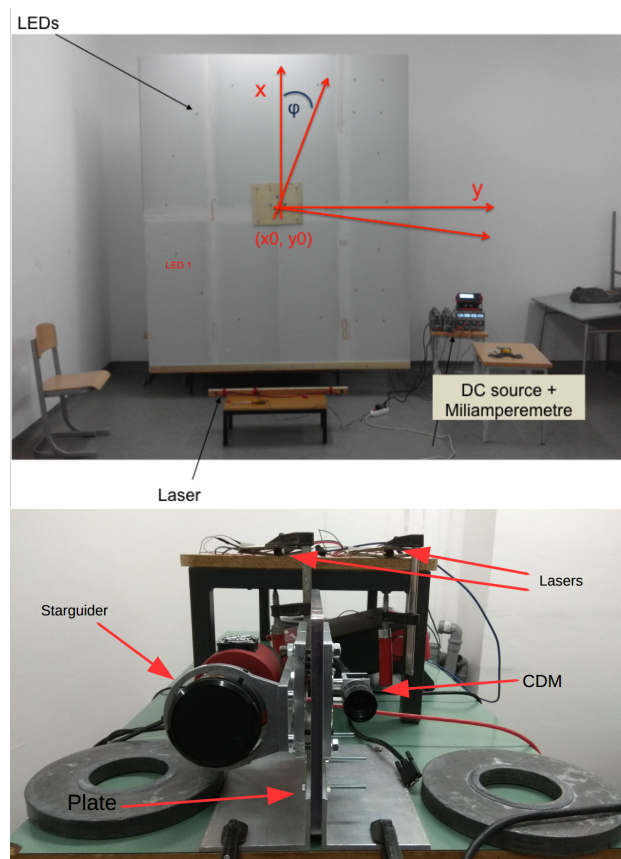 LEDs
x
φ
y
(x0, y0)
LED 1
DC source +
Miliamperemetre
Laser
Lasers
Starguider
CDM
Plate